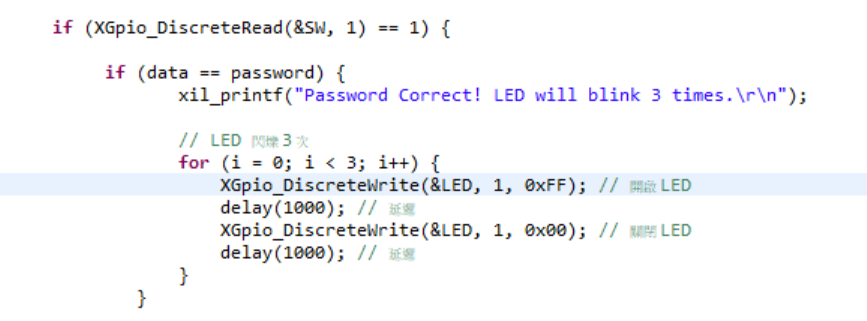 if (XGpio_DiscreteRead(&SW, 1) == 1) {
if (data == password) {
xil_printf("Password Correct! LED will blink 3 times.\r\n");
// LED 閃爍 3 次
for (i = 0; i < 3; i++) {
XGpio_DiscreteWrite(&LED, 1, 0xFF); // 開啟 LED
delay(1000); // 延遲
XGpio_DiscreteWrite(&LED, 1, 0x00); // 關閉 LED
delay(1000); // 延遲
}
}